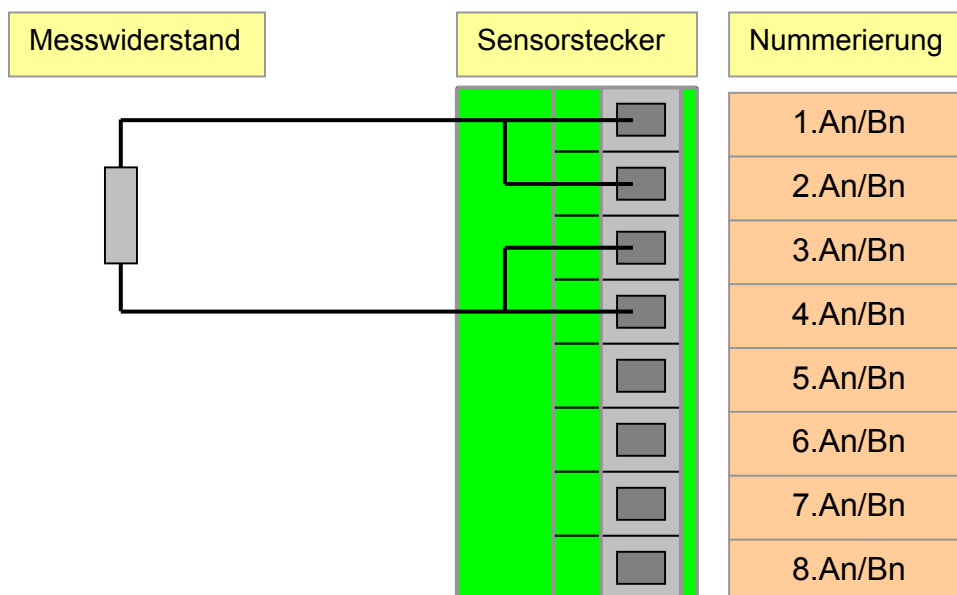 Messwiderstand
Sensorstecker
Nummerierung
1.An/Bn
2.An/Bn
3.An/Bn
4.An/Bn
5.An/Bn
6.An/Bn
7.An/Bn
8.An/Bn